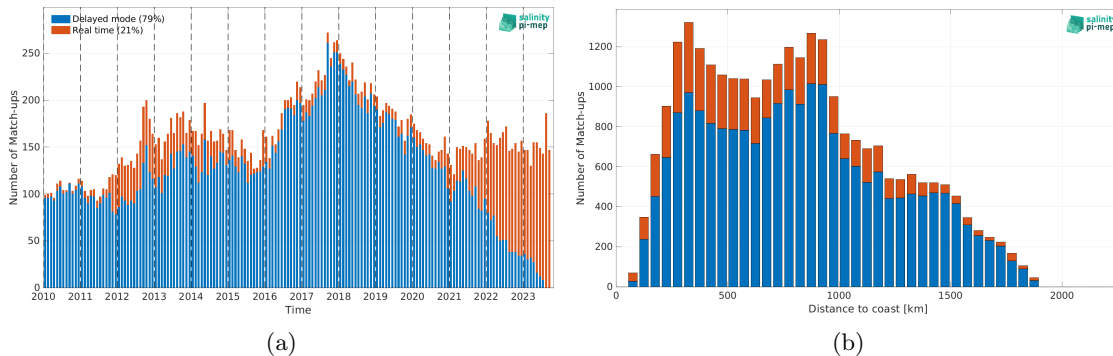 Delayed mode (79%)
Real time (21%)
salinity
pi-mep
Number of Match-ups
250
200
150
100
50
0
2010 2011 2012 2013 2014 2015 2016 2017 2018 2019 2020 2021 2022 2023
Time
(a)
salinity
pi-mep
Number of Match-ups
1200
1000
800
600
400
200
0
0 500 1000 1500 2000
Distance to coast [km]
(b)